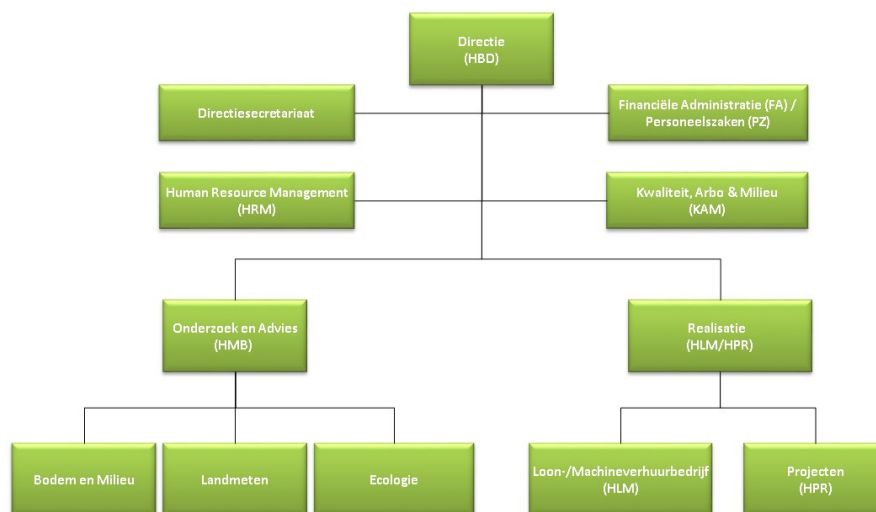 Directie
(HBD)
Directiesecretariaat
Financiële Administratie (FA) /
Personeelszaken (PZ)
Human Resource Management
(HRM)
Kwaliteit, Arbo & Milieu
(KAM)
Onderzoek en Advies
(HMB)
Realisatie
(HLM/HPR)
Bodem en Milieu
Landmeten
Ecologie
Loon-/Machineverhuurbedrijf
(HLM)
Projecten
(HPR)